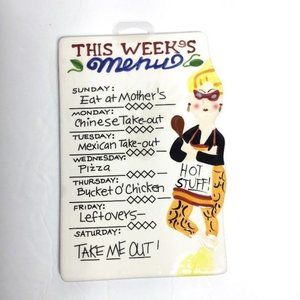 THIS WEEK'S
Menu
SUNDAY:
Eat at Mother's
MONDAY:
Chinese Take-out
TUESDAY:
Mexican Take-out
WEDNESDAY:
Pizza
THURSDAY:
Bucket O' Chicken
FRIDAY:
Leftovers
SATURDAY:
TAKE ME OUT!
HOT
STUFF!